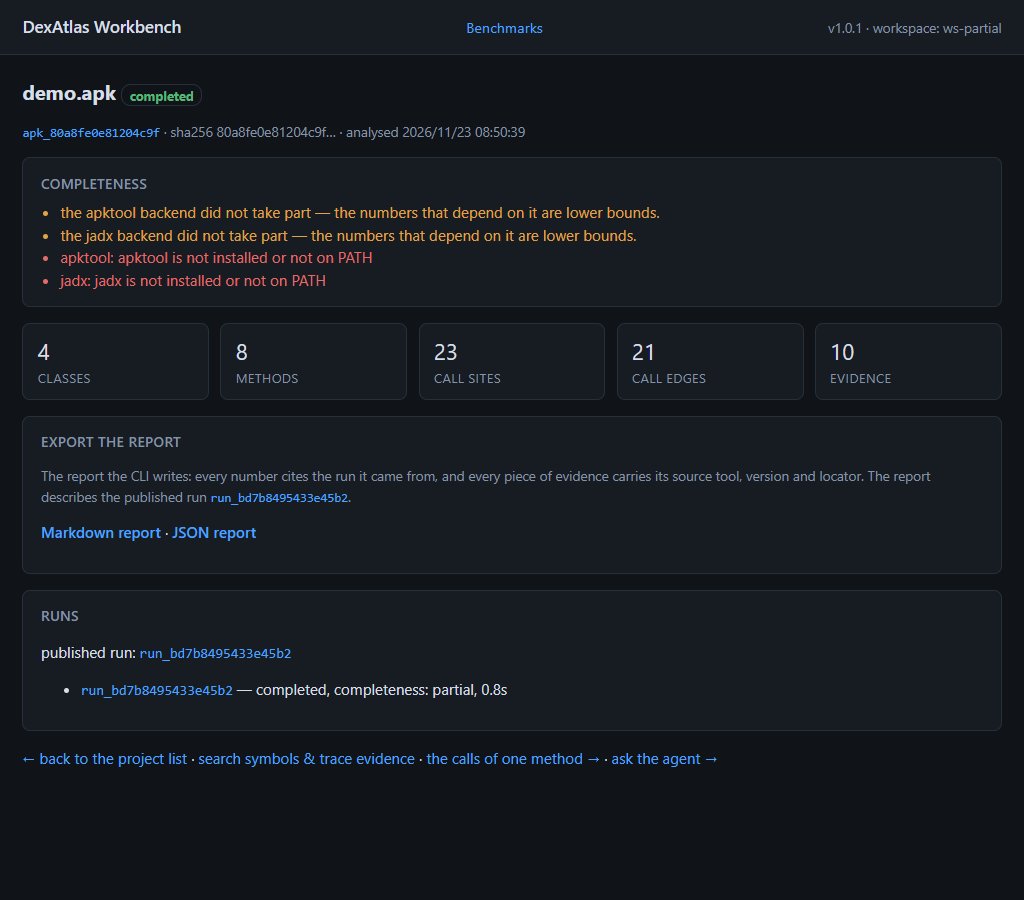 DexAtlas Workbench
Benchmarks
v1.0.1 · workspace: ws-partial
demo.apk completed
apk_80a8fe0e81204c9f · sha256 80a8fe0e81204c9f… · analysed 2026/11/23 08:50:39
COMPLETENESS
• the apktool backend did not take part — the numbers that depend on it are lower bounds.
• the jadx backend did not take part — the numbers that depend on it are lower bounds.
• apktool: apktool is not installed or not on PATH
• jadx: jadx is not installed or not on PATH
4
CLASSES
8
METHODS
23
CALL SITES
21
CALL EDGES
10
EVIDENCE
EXPORT THE REPORT
The report the CLI writes: every number cites the run it came from, and every piece of evidence carries its source tool, version and locator. The report
describes the published run run_bd7b8495433e45b2.
Markdown report · JSON report
RUNS
published run: run_bd7b8495433e45b2
• run_bd7b8495433e45b2 — completed, completeness: partial, 0.8s
← back to the project list · search symbols & trace evidence · the calls of one method → · ask the agent →